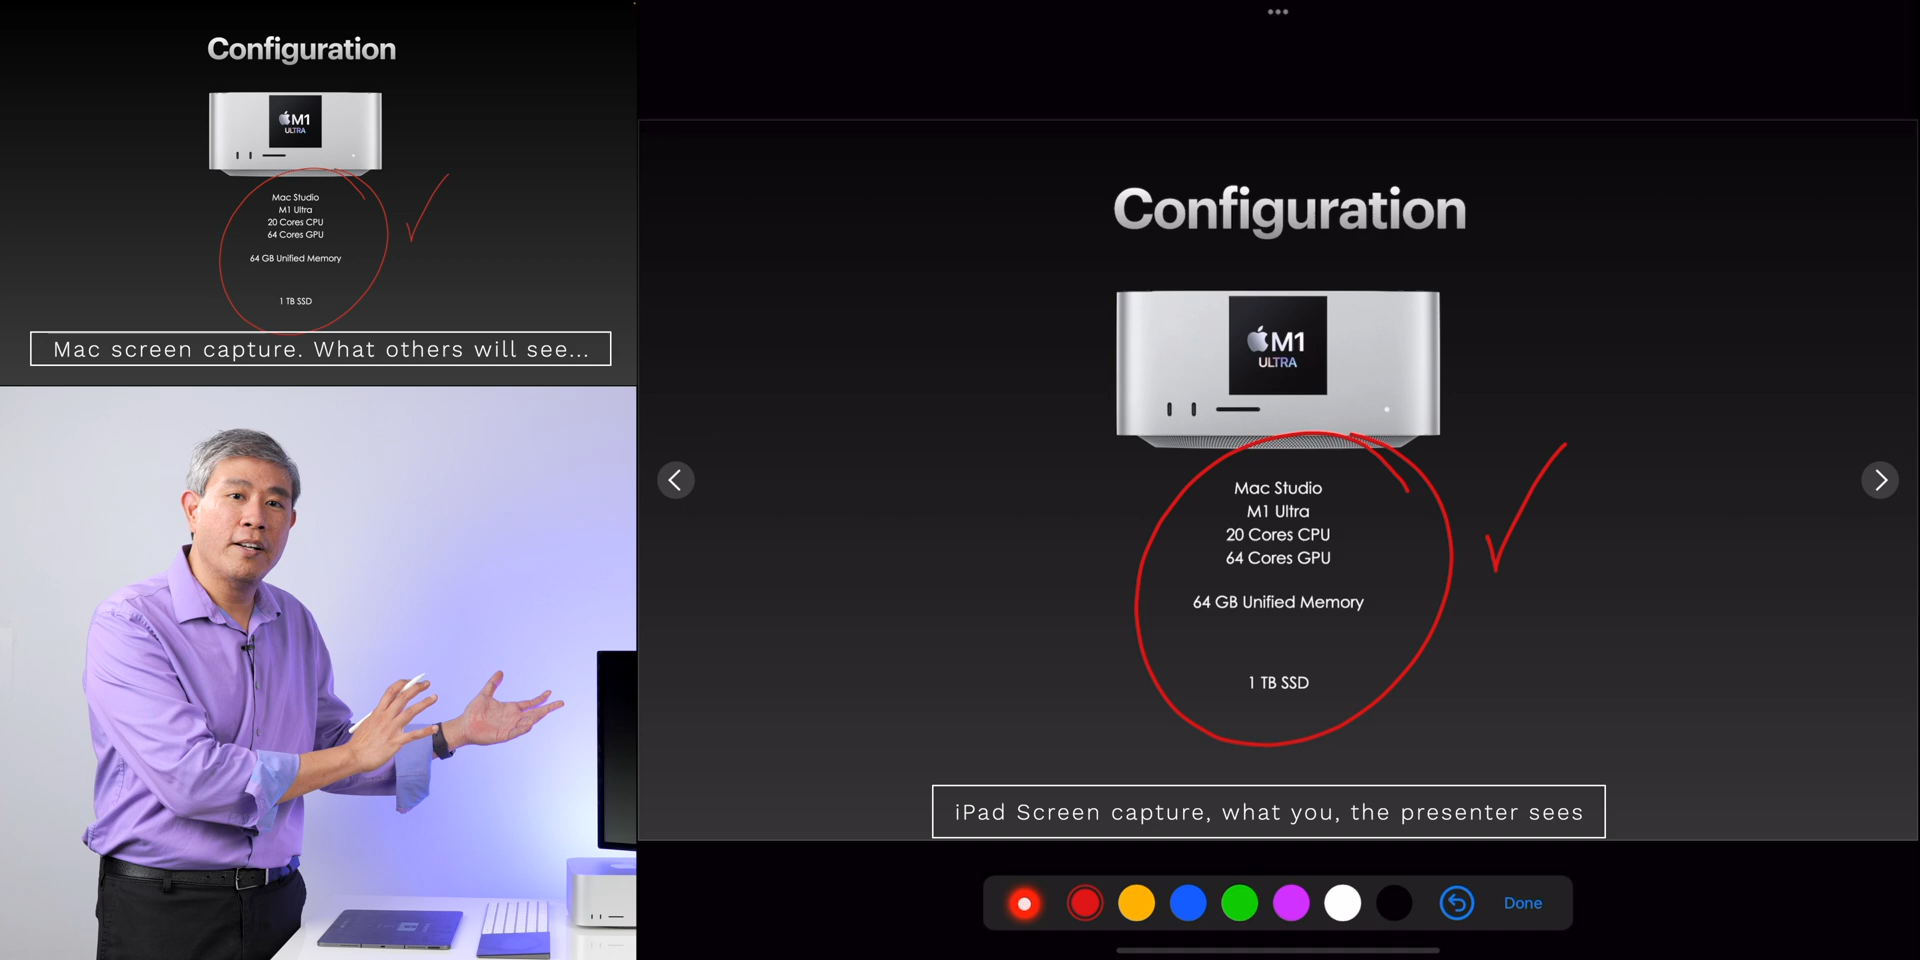 Configuration
M1
ULTRA
Mac Studio
M1 Ultra
20 Cores CPU
64 Cores GPU
64 GB Unified Memory
1 TB SSD
Mac screen capture. What others will see...
Configuration
M1
ULTRA
Mac Studio
M1 Ultra
20 Cores CPU
64 Cores GPU
64 GB Unified Memory
1 TB SSD
iPad Screen capture, what you, the presenter sees
Done